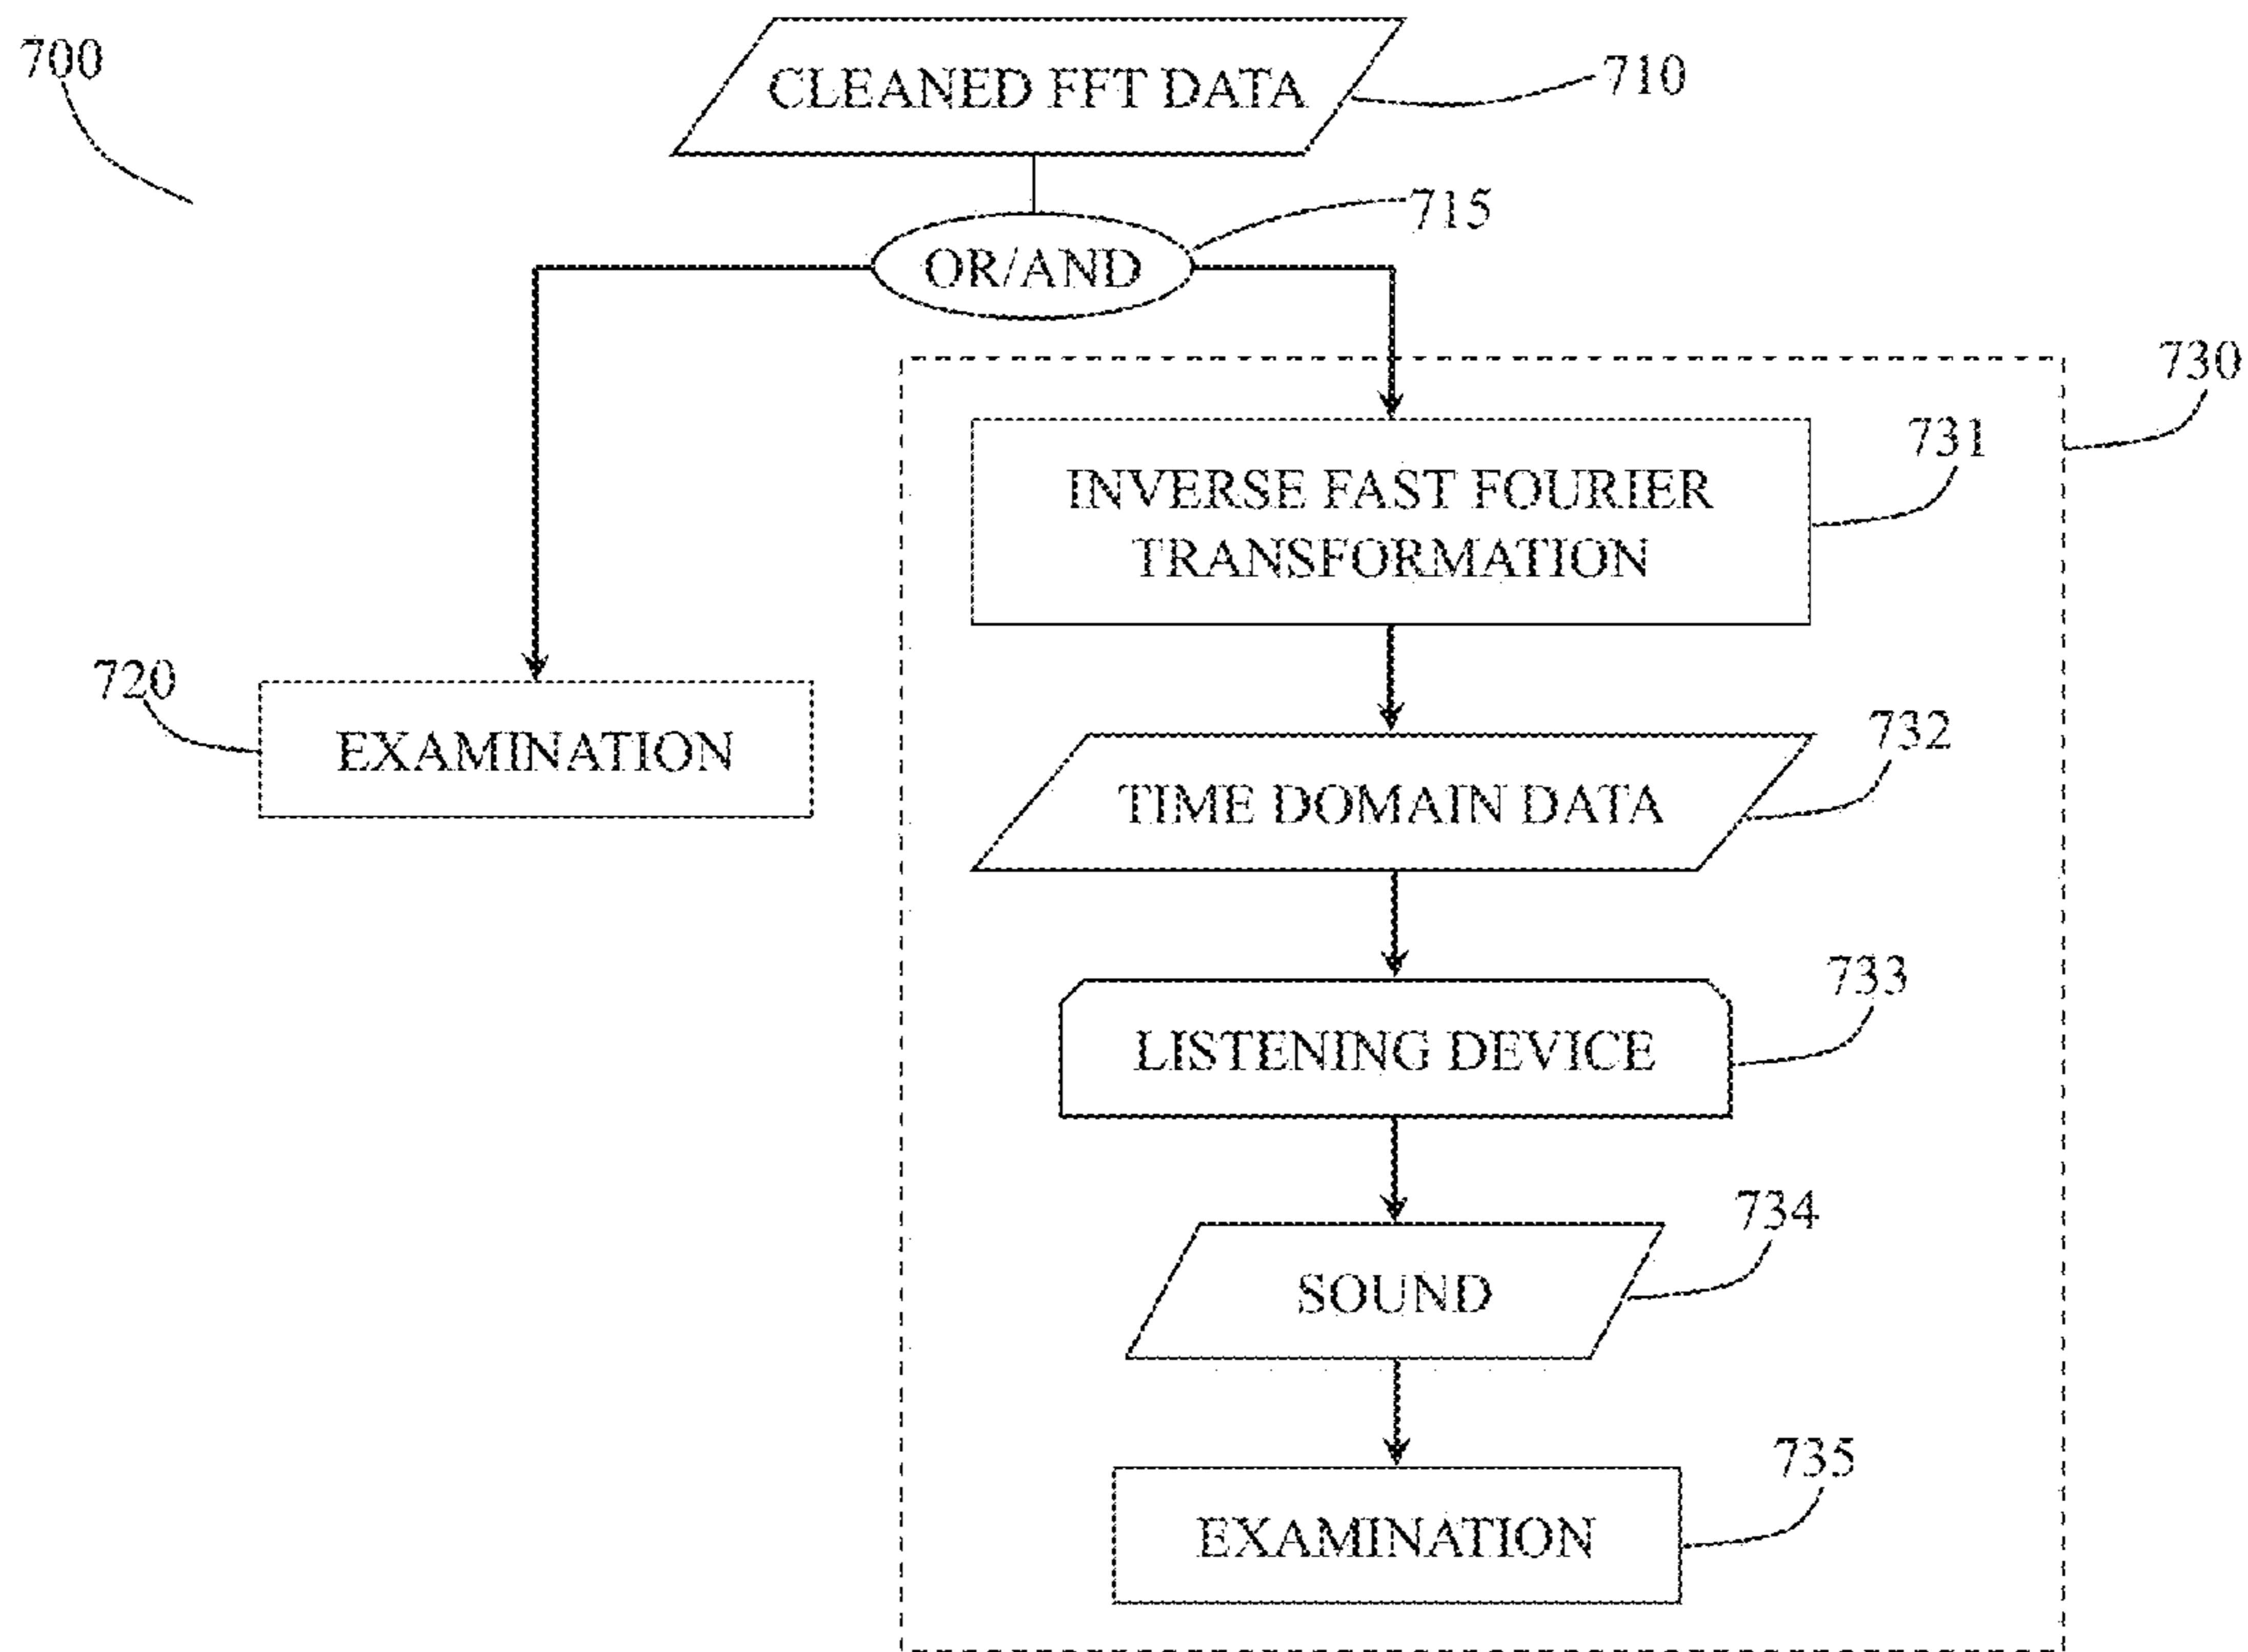 700
CLEANED FFT DATA
710
715
OR/AND
730
731
INVERSE FAST FOURIER
TRANSFORMATION
720
EXAMINATION
732
TIME DOMAIN DATA
733
LISTENING DEVICE
734
SOUND
735
EXAMINATION